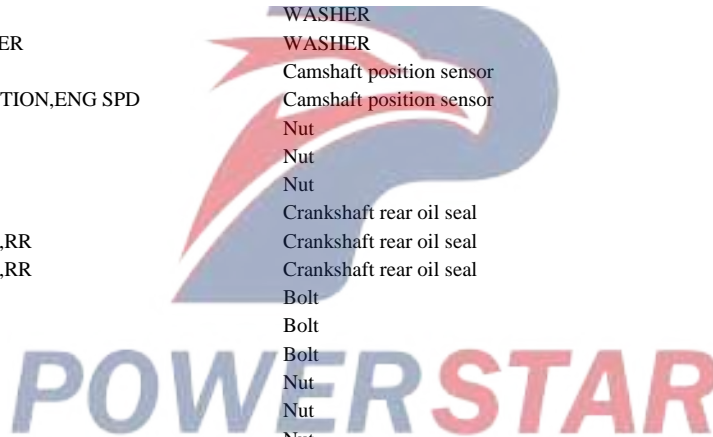 WASHER
ER WASHER
Camshaft position sensor
TION,ENG SPD Camshaft position sensor
Nut
Nut
Nut
Crankshaft rear oil seal
,RR Crankshaft rear oil seal
,RR Crankshaft rear oil seal
Bolt
Bolt
Bolt
Nut
Nut
Nut
POWERSTAR